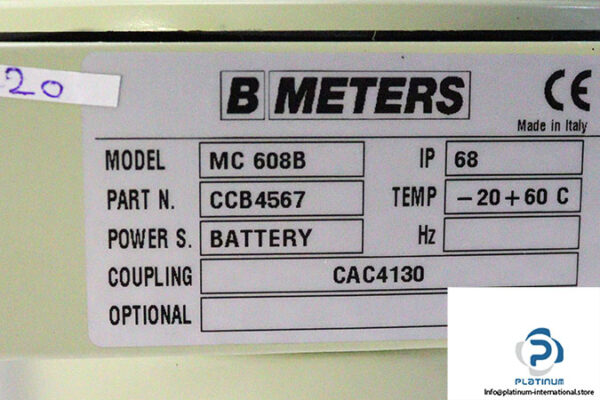 20
B METERS
CE
Made in Italy
MODEL MC 608B IP 68
PART N. CCB4567 TEMP -20+60 C
POWER S. BATTERY Hz
COUPLING CAC4130
OPTIONAL
PLATINUM
Info@platinum-international.store